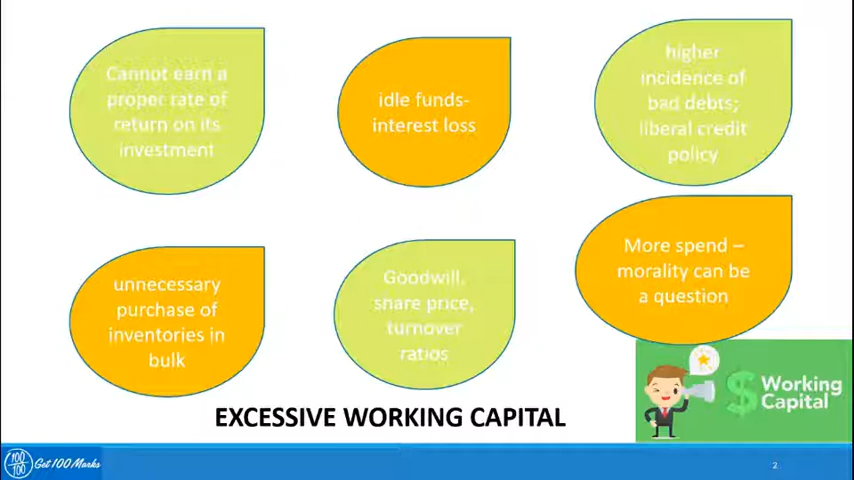 Cannot earn a
proper rate of
return on its
investment
idle funds-
interest loss
higher
incidence of
bad debts;
liberal credit
policy
unnecessary
purchase of
inventories in
bulk
Goodwill,
share price,
turnover
ratios
More spend –
morality can be
a question
$ Working
Capital
EXCESSIVE WORKING CAPITAL
100
100
Get 100 Marks
2